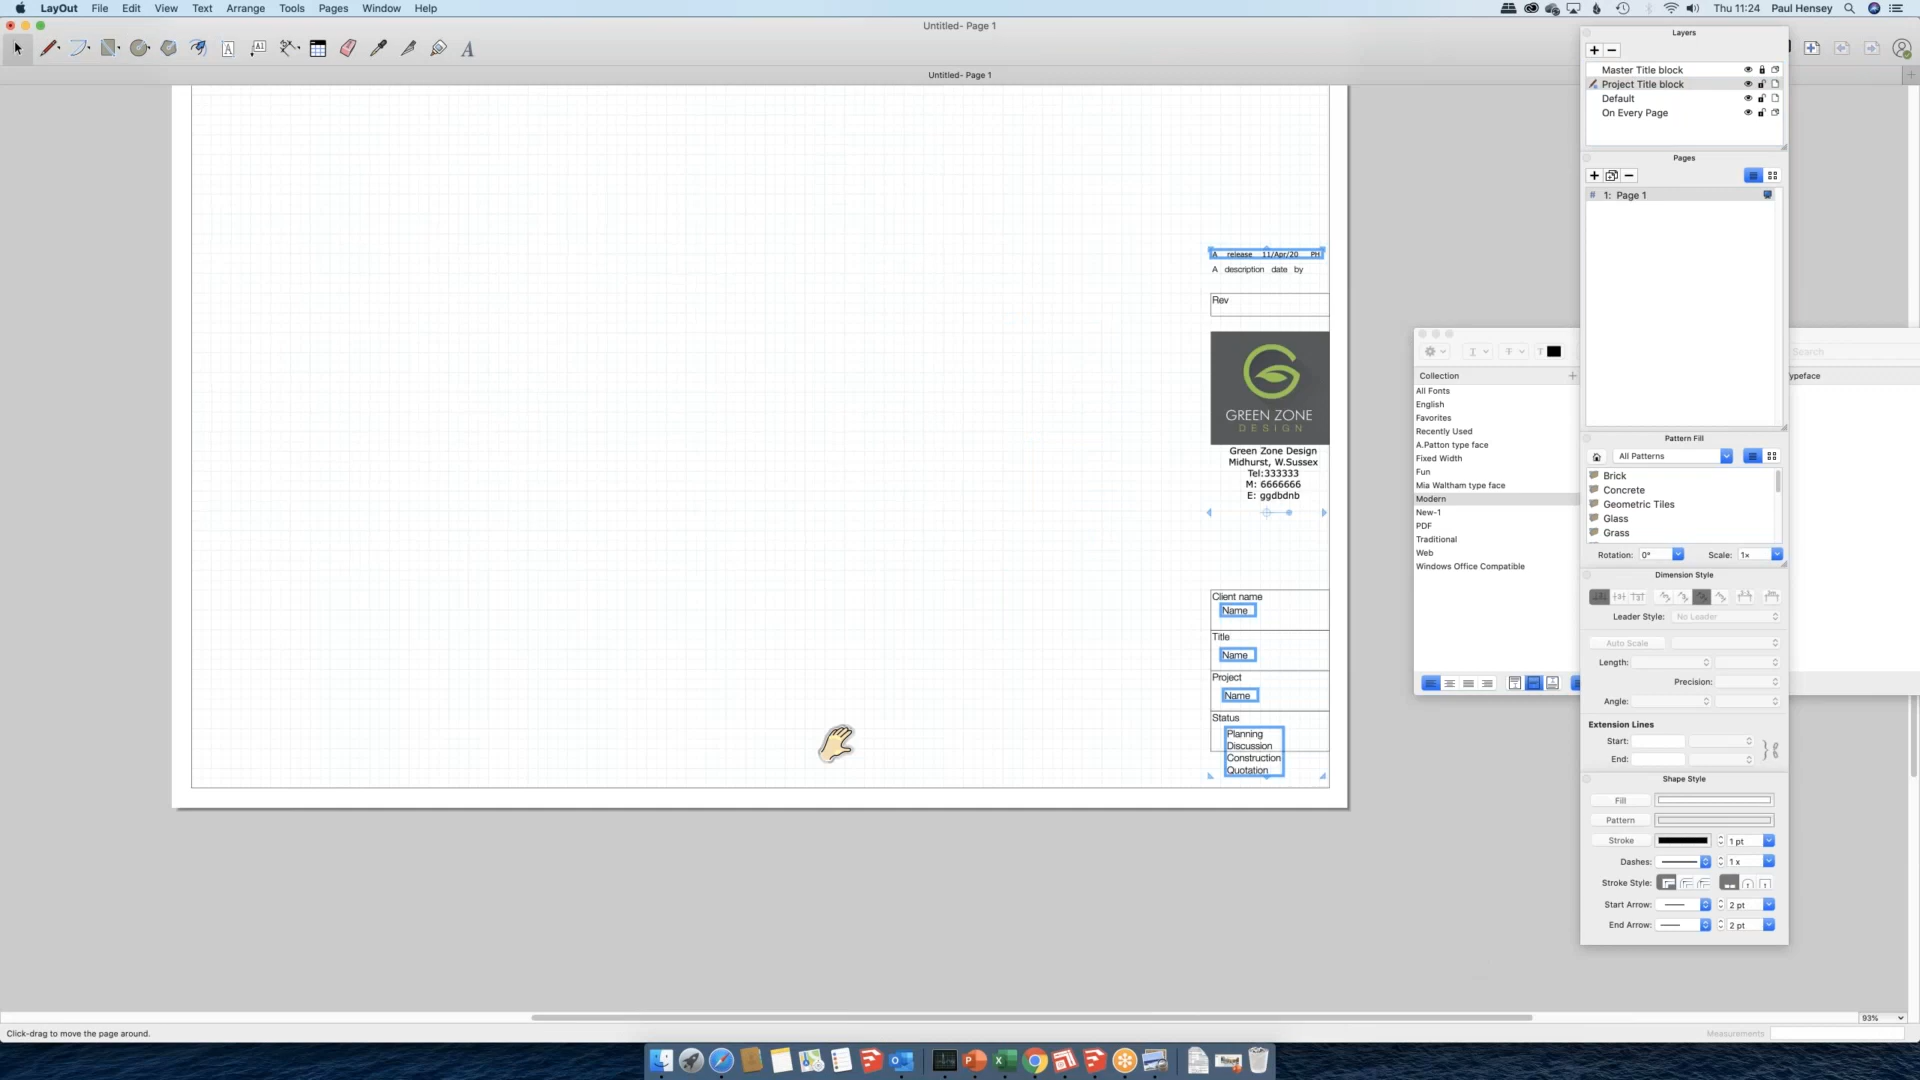 LayOut File Edit View Text Arrange Tools Pages Window Help
Thu 11:24 Paul Hensey
Untitled- Page 1
Untitled- Page 1
Layers
Master Title block
Project Title block
Default
On Every Page
Pages
# 1: Page 1
A release 11/Apr/20 PH
A description date by
Rev
GREEN ZONE
DESIGN
Green Zone Design
Midhurst, W.Sussex
Tel:333333
M: 6666666
E: ggdbdnb
Client name
Name
Title
Name
Project
Name
Status
Planning
Discussion
Construction
Quotation
Search
Collection
ypeface
All Fonts
English
Favorites
Recently Used
A.Patton type face
Fixed Width
Fun
Mia Waltham type face
Modern
New-1
PDF
Traditional
Web
Windows Office Compatible
Pattern Fill
All Patterns
Brick
Concrete
Geometric Tiles
Glass
Grass
Rotation: 0° Scale: 1x
Dimension Style
Leader Style: No Leader
Auto Scale
Length:
Precision:
Angle:
Extension Lines
Start:
End:
Shape Style
Fill
Pattern
Stroke 1 pt
Dashes: 1 x
Stroke Style:
Start Arrow: 2 pt
End Arrow: 2 pt
93%
Click-drag to move the page around.
Measurements